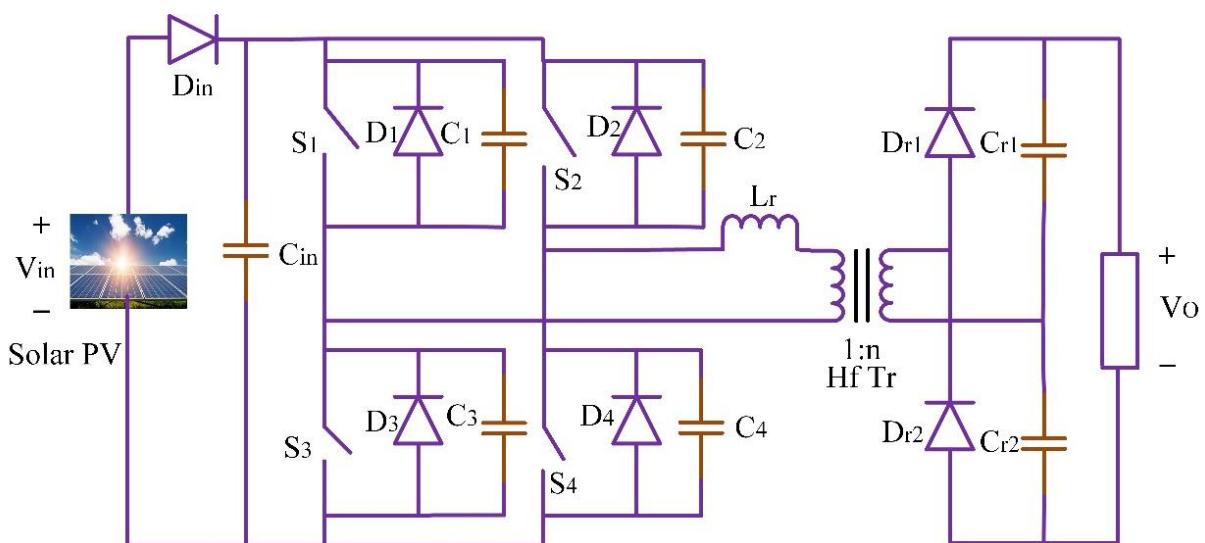 Din
S1
D1
C1
S2
D2
C2
Lr
Dr1
Cr1
+
Vin
−
Solar PV
Cin
1:n
Hf Tr
+
VO
−
S3
D3
C3
S4
D4
C4
Dr2
Cr2